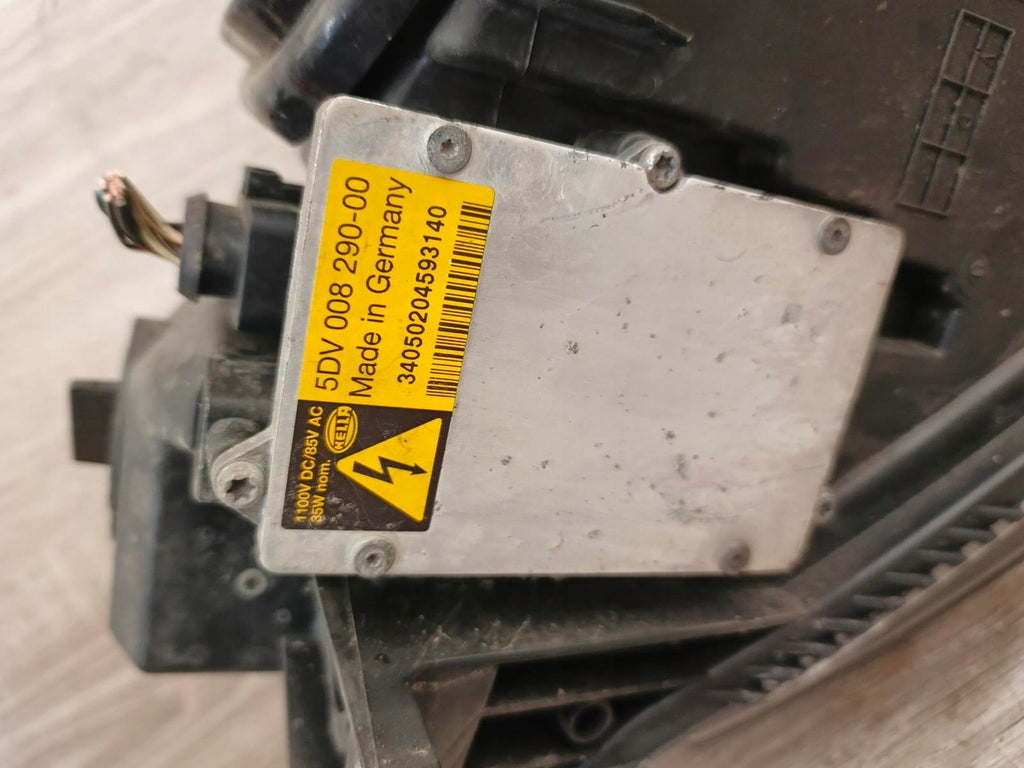 5DV 008 290-00
Made in Germany
34050204593140
1100V DC/85V AC
35W nom.
HELLA